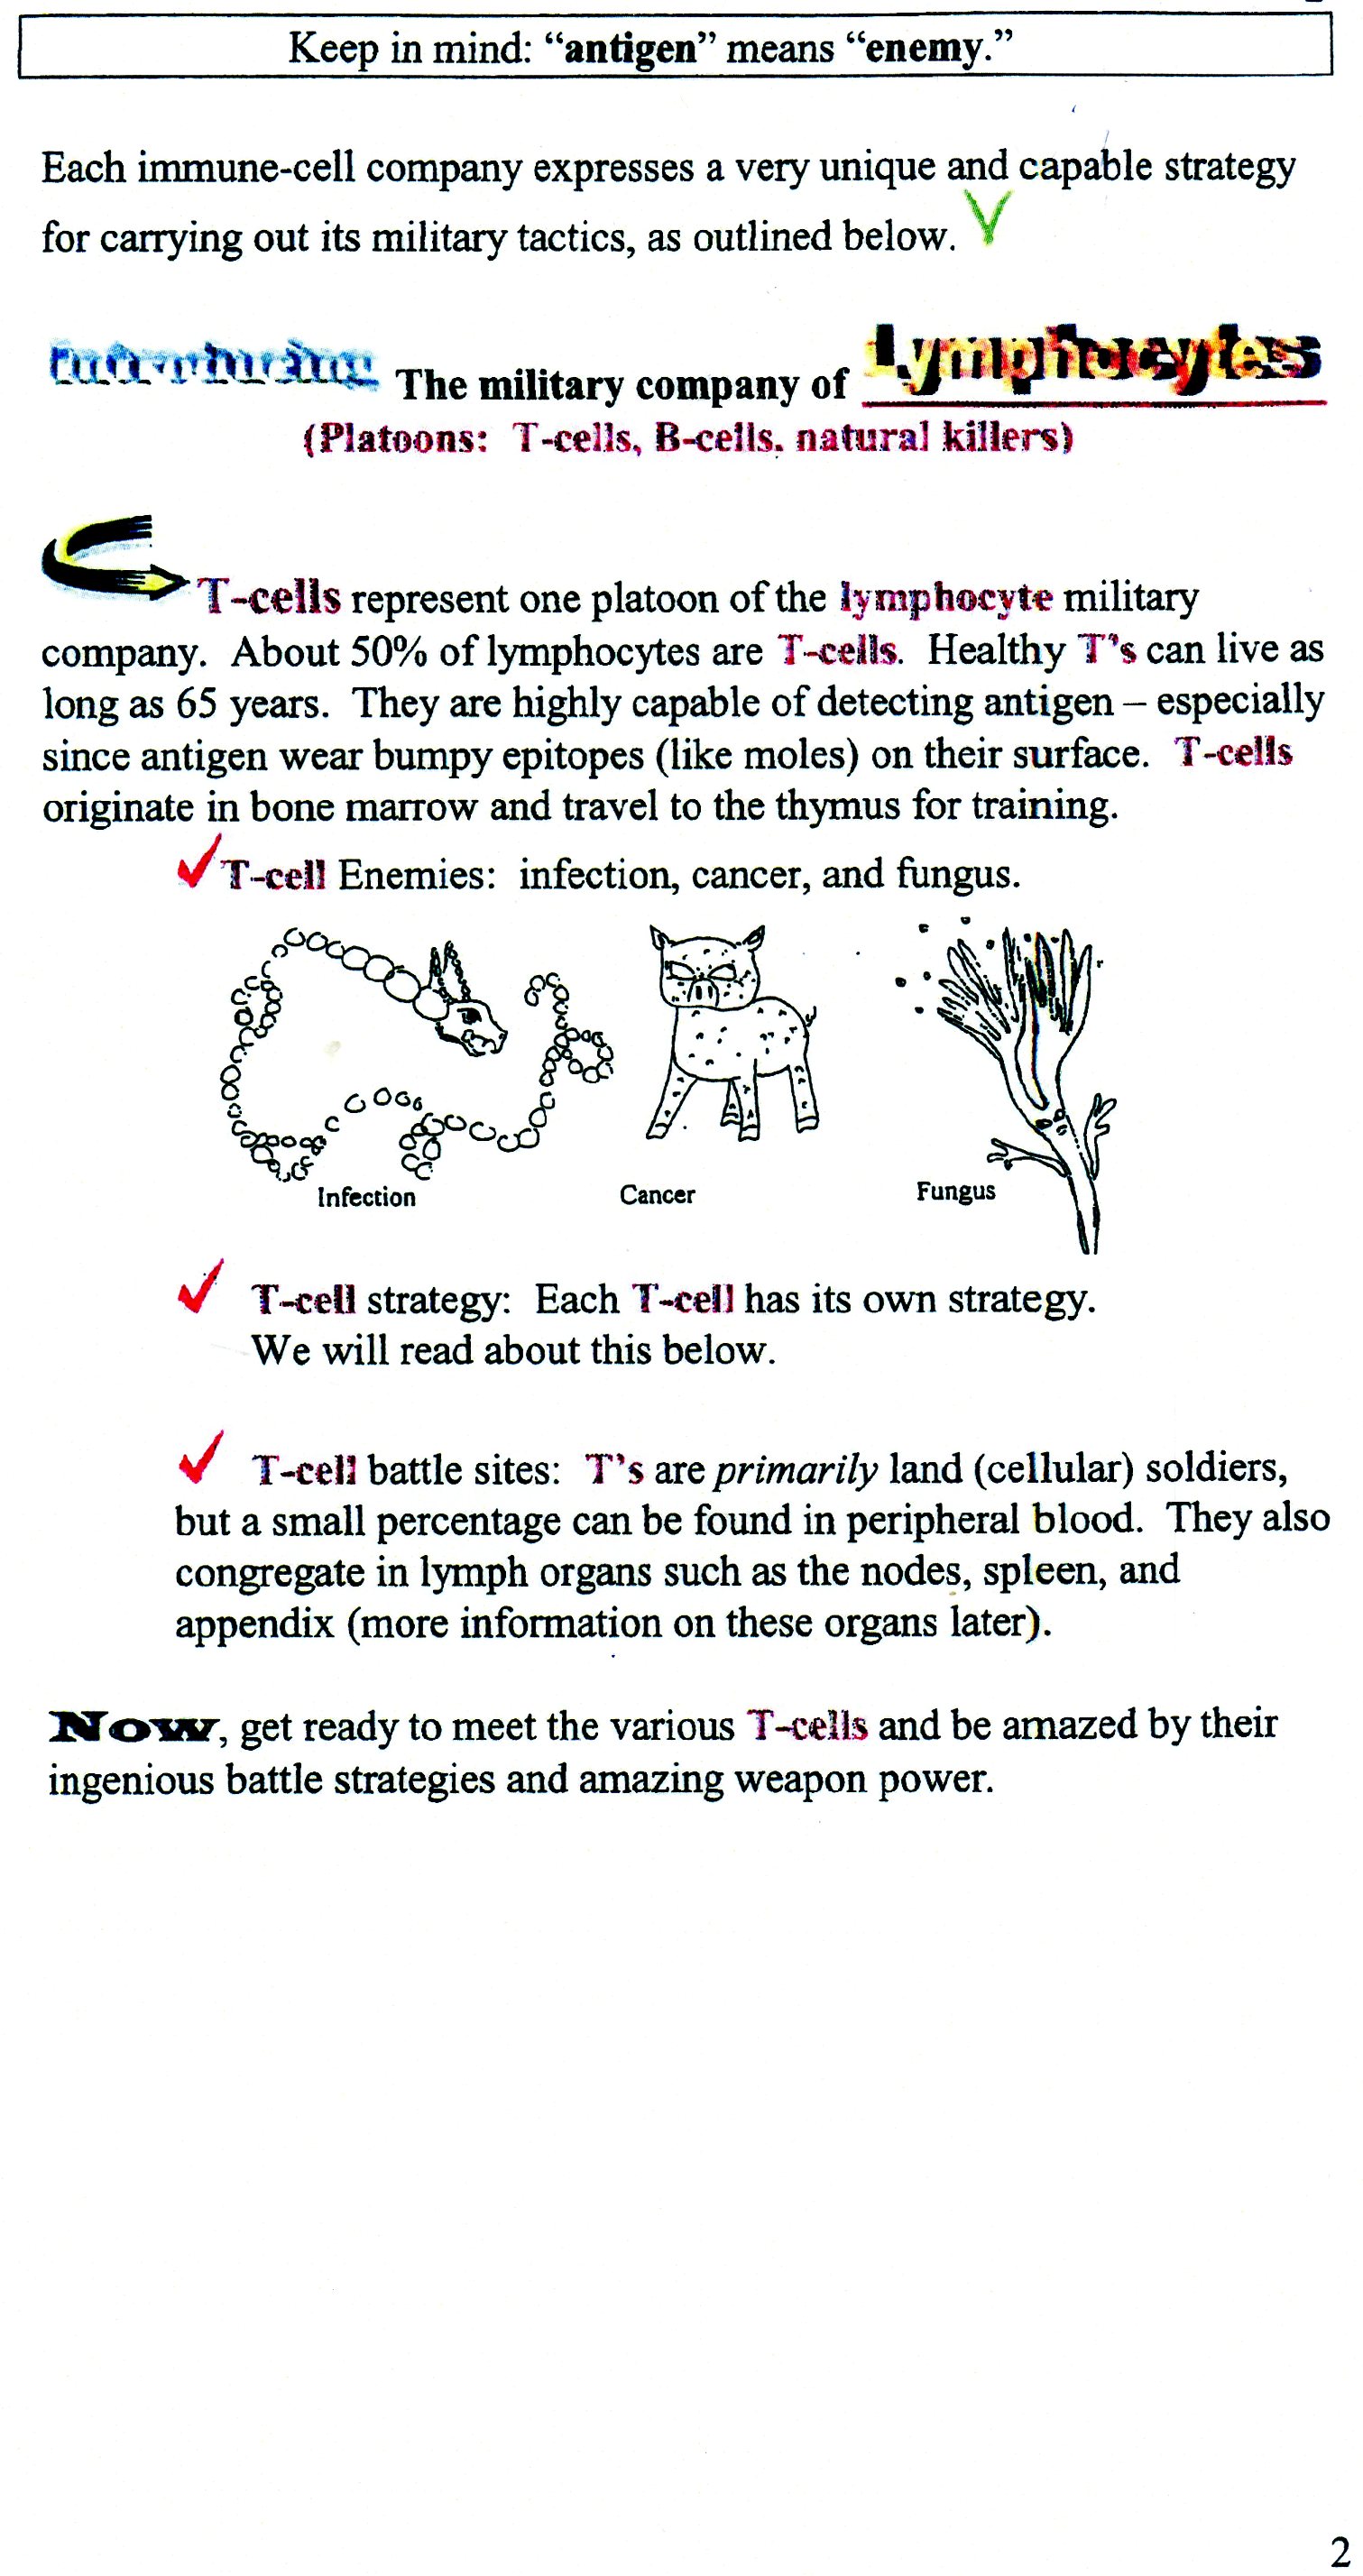 Keep in mind: “antigen” means “enemy.”
Each immune-cell company expresses a very unique and capable strategy
for carrying out its military tactics, as outlined below.
Introducing The military company of Lymphocytes
(Platoons: T-cells, B-cells. natural killers)
T-cells represent one platoon of the lymphocyte military
company. About 50% of lymphocytes are T-cells. Healthy T’s can live as
long as 65 years. They are highly capable of detecting antigen – especially
since antigen wear bumpy epitopes (like moles) on their surface. T-cells
originate in bone marrow and travel to the thymus for training.
T-cell Enemies: infection, cancer, and fungus.
Infection Cancer Fungus
T-cell strategy: Each T-cell has its own strategy.
We will read about this below.
T-cell battle sites: T’s are primarily land (cellular) soldiers,
but a small percentage can be found in peripheral blood. They also
congregate in lymph organs such as the nodes, spleen, and
appendix (more information on these organs later).
Now, get ready to meet the various T-cells and be amazed by their
ingenious battle strategies and amazing weapon power.
2